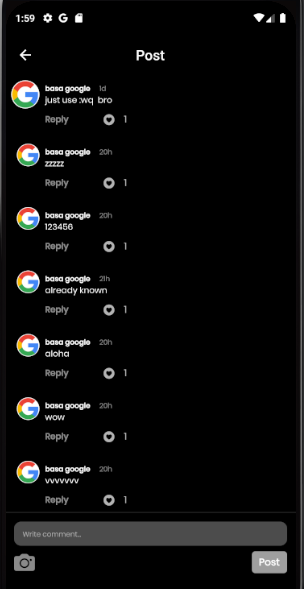 1:59 G
Post
basa google 1d
just use :wq bro
Reply 1
basa google 20h
zzzzz
Reply 1
basa google 20h
123456
Reply 1
basa google 21h
already known
Reply 1
basa google 20h
aloha
Reply 1
basa google 20h
wow
Reply 1
basa google 20h
vvvvvvv
Reply 1
Write comment...
Post